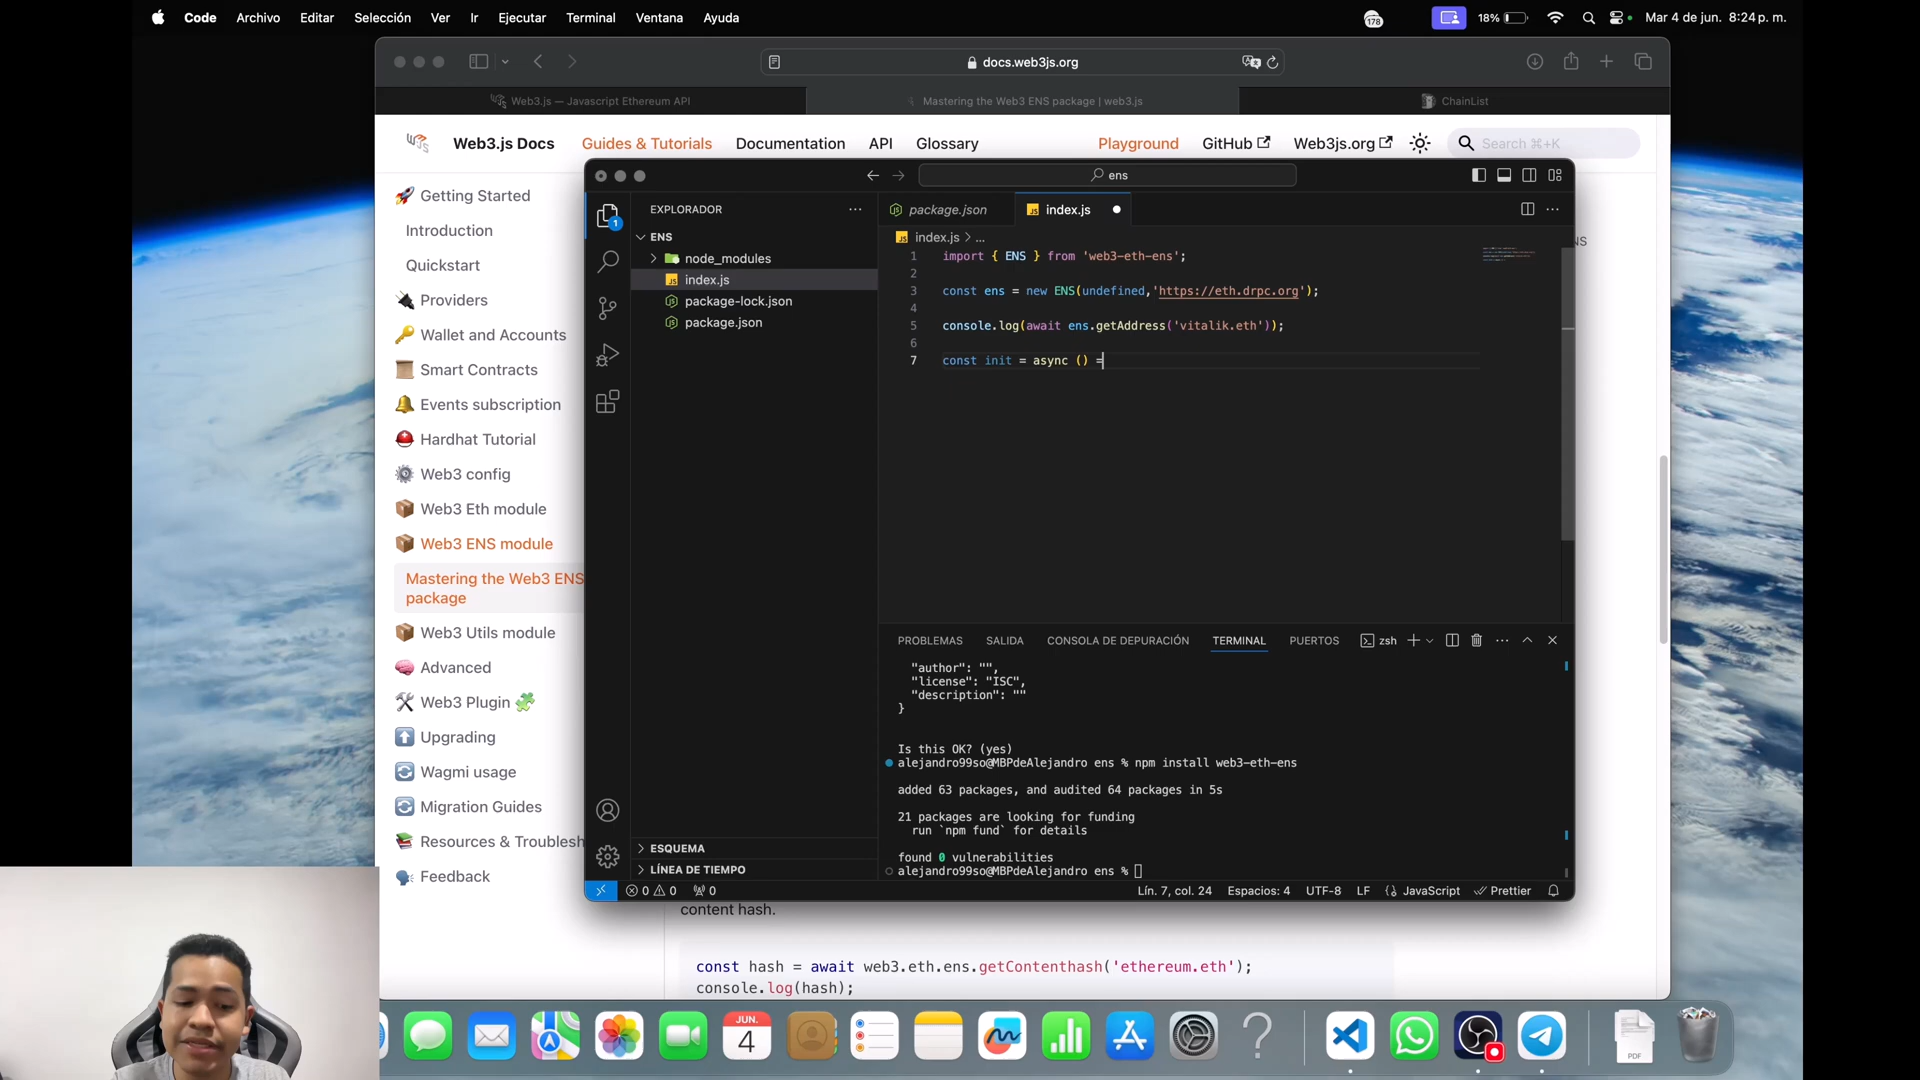 Code Archivo Editar Selección Ver Ir Ejecutar Terminal Ventana Ayuda
178
18%
Mar 4 de jun. 8:24 p. m.
docs.web3js.org
Web3.js — Javascript Ethereum API
Mastering the Web3 ENS package | web3.js
ChainList
Web3.js Docs Guides & Tutorials Documentation API Glossary Playground GitHub Web3js.org Search ⌘+K
Getting Started
Introduction
Quickstart
Providers
Wallet and Accounts
Smart Contracts
Events subscription
Hardhat Tutorial
Web3 config
Web3 Eth module
Web3 ENS module
Mastering the Web3 ENS
package
Web3 Utils module
Advanced
Web3 Plugin
Upgrading
Wagmi usage
Migration Guides
Resources & Troublesh
Feedback
NS
ens
EXPLORADOR
1
ENS
node_modules
index.js
package-lock.json
package.json
ESQUEMA
LÍNEA DE TIEMPO
package.json
index.js
index.js > ...
1 import { ENS } from 'web3-eth-ens';
2
3 const ens = new ENS(undefined,'https://eth.drpc.org');
4
5 console.log(await ens.getAddress('vitalik.eth'));
6
7 const init = async () =
PROBLEMAS SALIDA CONSOLA DE DEPURACIÓN TERMINAL PUERTOS zsh
"author": "",
"license": "ISC",
"description": ""
}
Is this OK? (yes)
alejandro99so@MBPdeAlejandro ens % npm install web3-eth-ens
added 63 packages, and audited 64 packages in 5s
21 packages are looking for funding
run `npm fund` for details
found 0 vulnerabilities
alejandro99so@MBPdeAlejandro ens %
0 0 0
Lín. 7, col. 24 Espacios: 4 UTF-8 LF {} JavaScript Prettier
content hash.
const hash = await web3.eth.ens.getContenthash('ethereum.eth');
console.log(hash);
JUN.
4
PDF